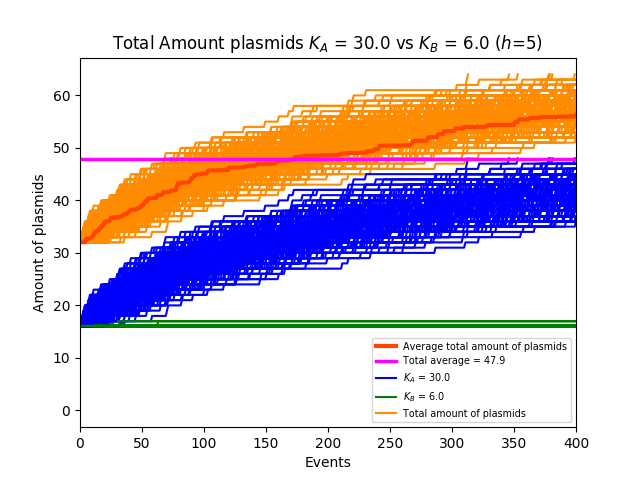 Total Amount plasmids K_A = 30.0 vs K_B = 6.0 (h=5)
Amount of plasmids
60
50
40
30
20
10
0
Average total amount of plasmids
Total average = 47.9
K_A = 30.0
K_B = 6.0
Total amount of plasmids
0 50 100 150 200 250 300 350 400
Events